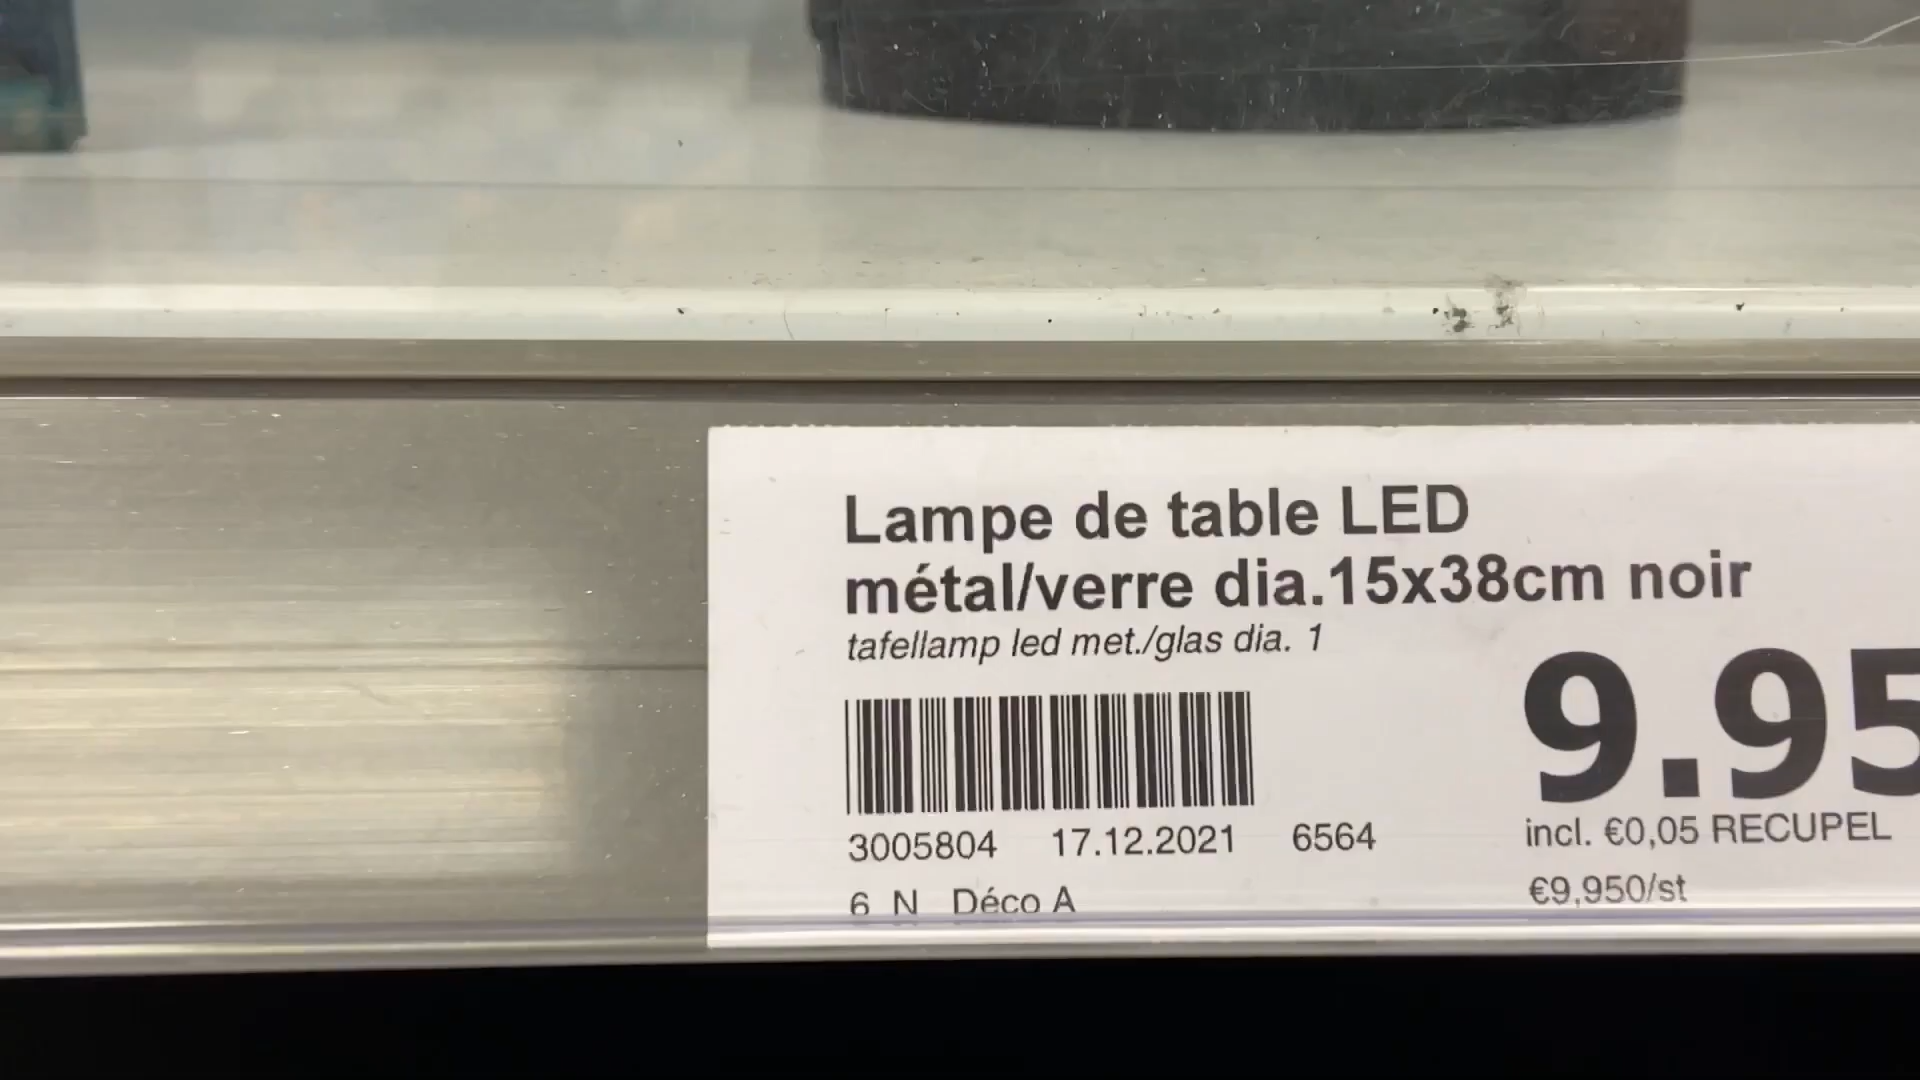 Lampe de table LED
métal/verre dia.15x38cm noir
tafellamp led met./glas dia. 1
9.95
3005804 17.12.2021 6564
incl. €0,05 RECUPEL
6 N Déco A
€9,950/st